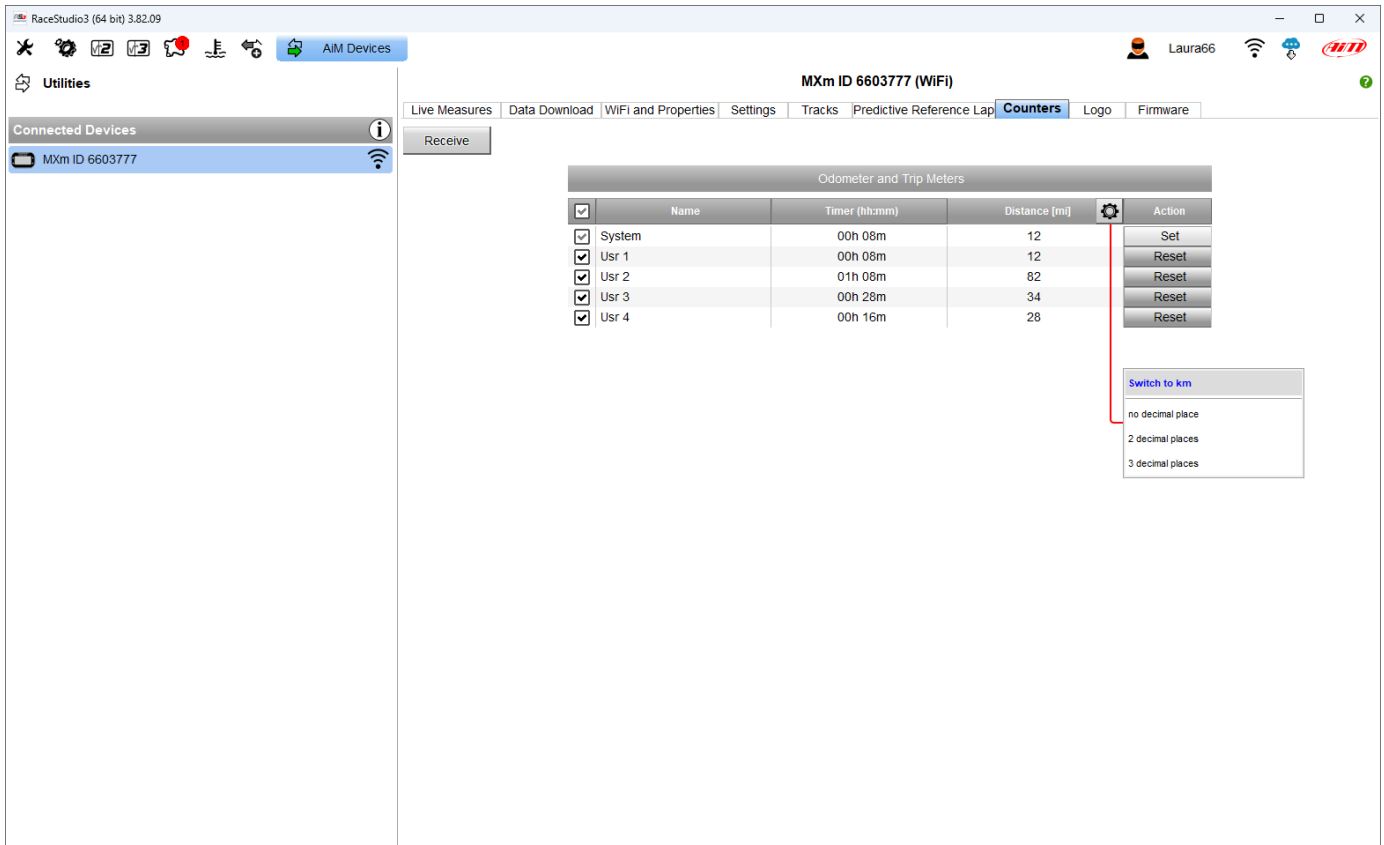 RaceStudio3 (64 bit) 3.82.09
AiM Devices
Laura66
AiM
Utilities
MXm ID 6603777 (WiFi)
Live Measures Data Download WiFi and Properties Settings Tracks Predictive Reference Lap Counters Logo Firmware
Connected Devices
Receive
MXm ID 6603777
Odometer and Trip Meters
Name Timer (hh:mm) Distance [mi] Action
System 00h 08m 12 Set
Usr 1 00h 08m 12 Reset
Usr 2 01h 08m 82 Reset
Usr 3 00h 28m 34 Reset
Usr 4 00h 16m 28 Reset
Switch to km
no decimal place
2 decimal places
3 decimal places